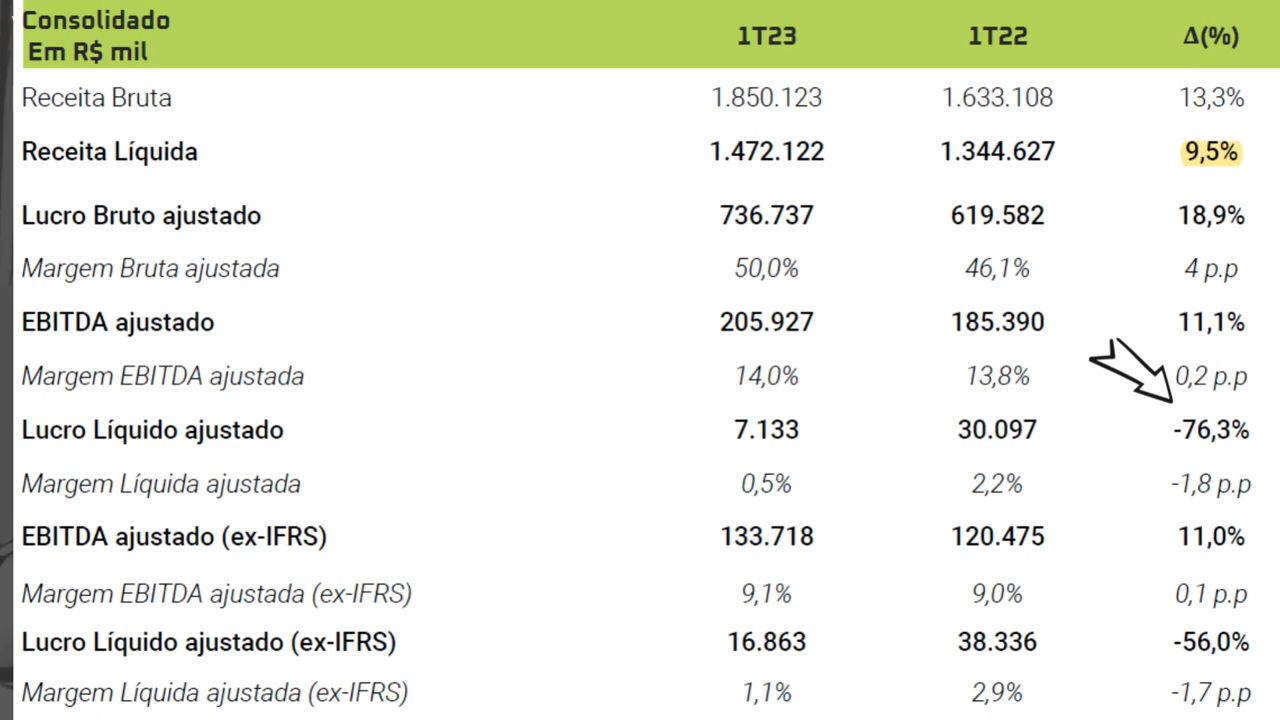 Consolidado 1T23 1T22 Δ(%)
Em R$ mil
Receita Bruta 1.850.123 1.633.108 13,3%
Receita Líquida 1.472.122 1.344.627 9,5%
Lucro Bruto ajustado 736.737 619.582 18,9%
Margem Bruta ajustada 50,0% 46,1% 4 p.p
EBITDA ajustado 205.927 185.390 11,1%
Margem EBITDA ajustada 14,0% 13,8% 0,2 p.p
Lucro Líquido ajustado 7.133 30.097 -76,3%
Margem Líquida ajustada 0,5% 2,2% -1,8 p.p
EBITDA ajustado (ex-IFRS) 133.718 120.475 11,0%
Margem EBITDA ajustada (ex-IFRS) 9,1% 9,0% 0,1 p.p
Lucro Líquido ajustado (ex-IFRS) 16.863 38.336 -56,0%
Margem Líquida ajustada (ex-IFRS) 1,1% 2,9% -1,7 p.p